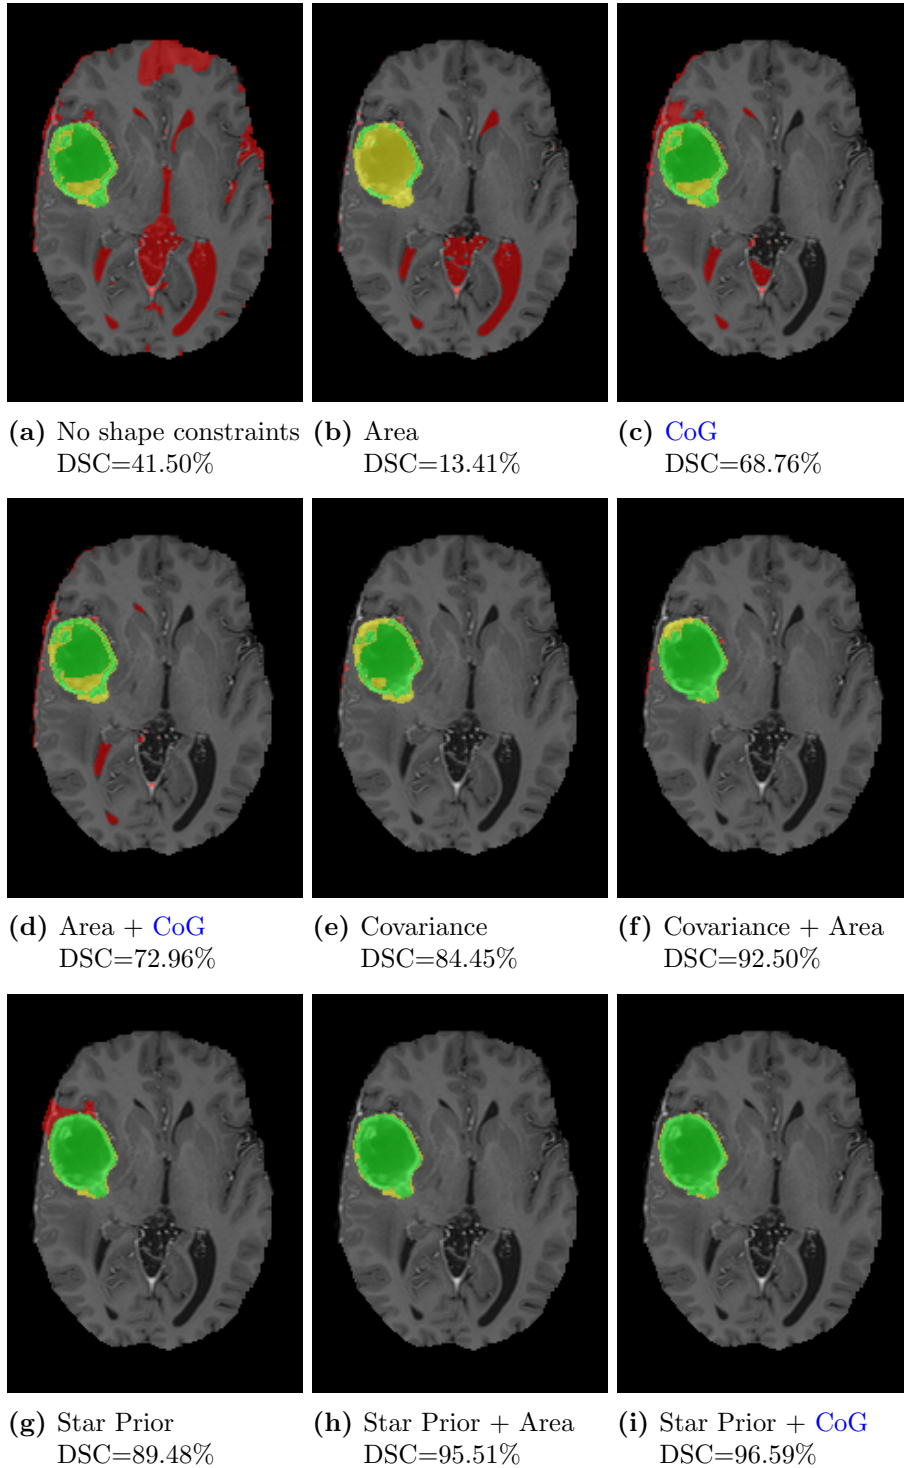 (a) No shape constraints (b) Area (c) CoG
DSC=41.50% DSC=13.41% DSC=68.76%
(d) Area + CoG (e) Covariance (f) Covariance + Area
DSC=72.96% DSC=84.45% DSC=92.50%
(g) Star Prior (h) Star Prior + Area (i) Star Prior + CoG
DSC=89.48% DSC=95.51% DSC=96.59%